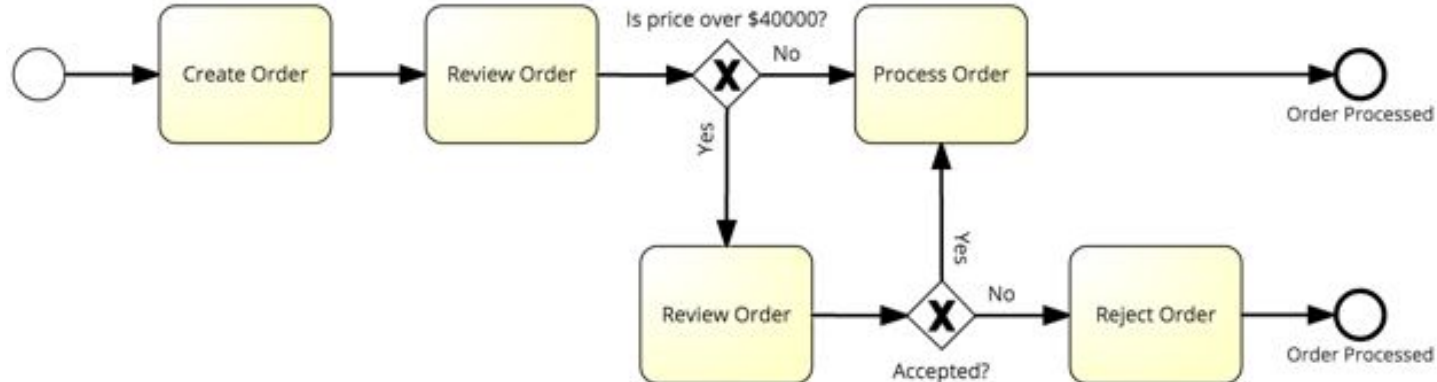 Is price over $40000?
Create Order
Review Order
No
Process Order
Order Processed
Yes
Yes
Review Order
No
Reject Order
Order Processed
Accepted?